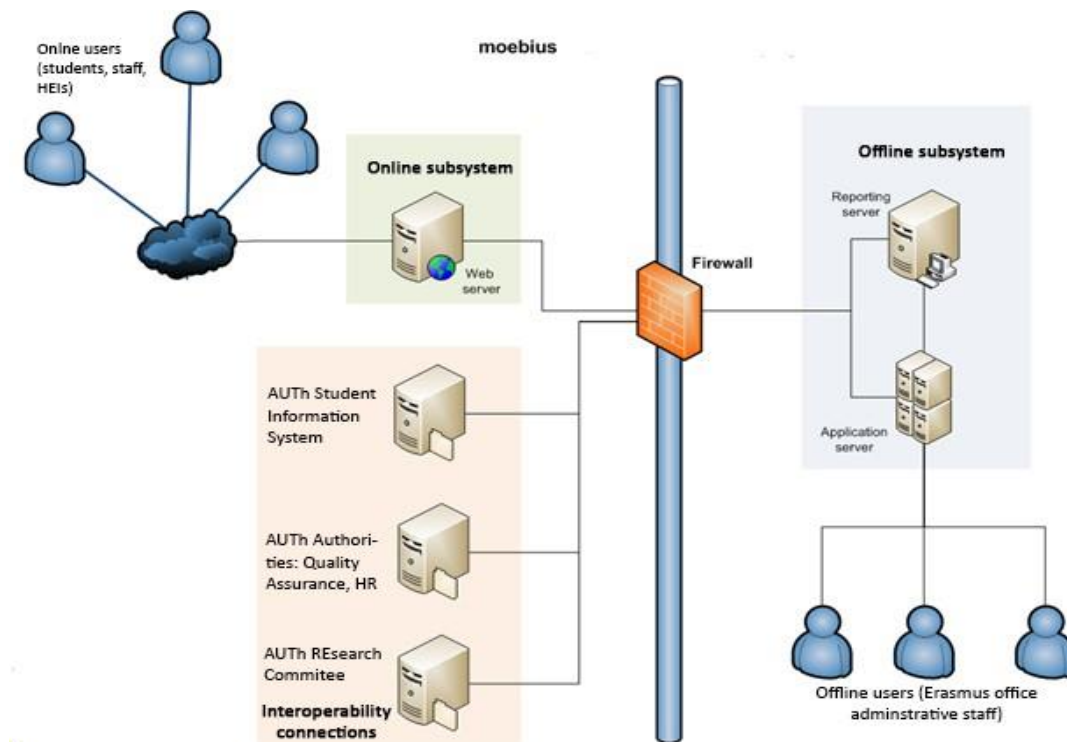 moebius
Online users
(students, staff,
HEIs)
Online subsystem
Web
server
Firewall
Offline subsystem
Reporting
server
Application
server
AUTh Student
Information
System
AUTh Authori-
ties: Quality
Assurance, HR
AUTh REsearch
Commitee
Interoperability
connections
Offline users (Erasmus office
adminstrative staff)